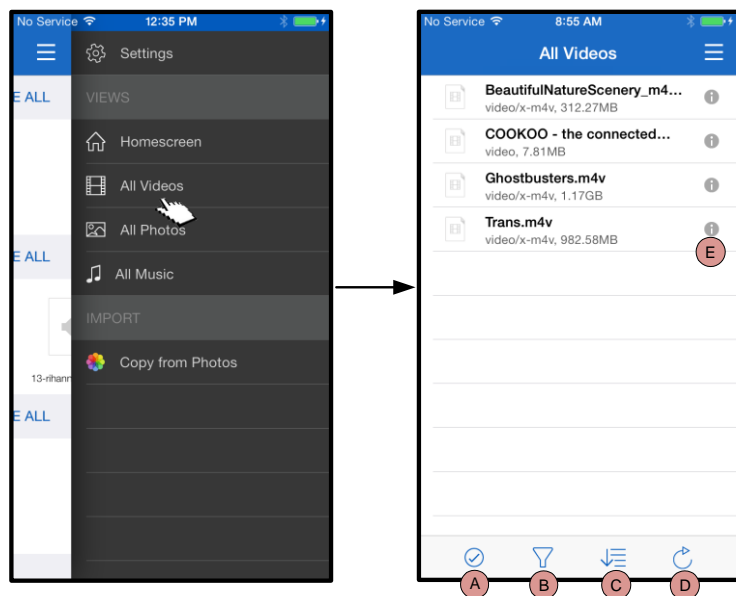 No Service 12:35 PM
Settings
E ALL
VIEWS
Homescreen
All Videos
All Photos
E ALL
All Music
IMPORT
Copy from Photos
13-rihann
E ALL
No Service 8:55 AM
All Videos
BeautifulNatureScenery_m4...
video/x-m4v, 312.27MB
COOKOO - the connected...
video, 7.81MB
Ghostbusters.m4v
video/x-m4v, 1.17GB
Trans.m4v
video/x-m4v, 982.58MB
E
A B C D